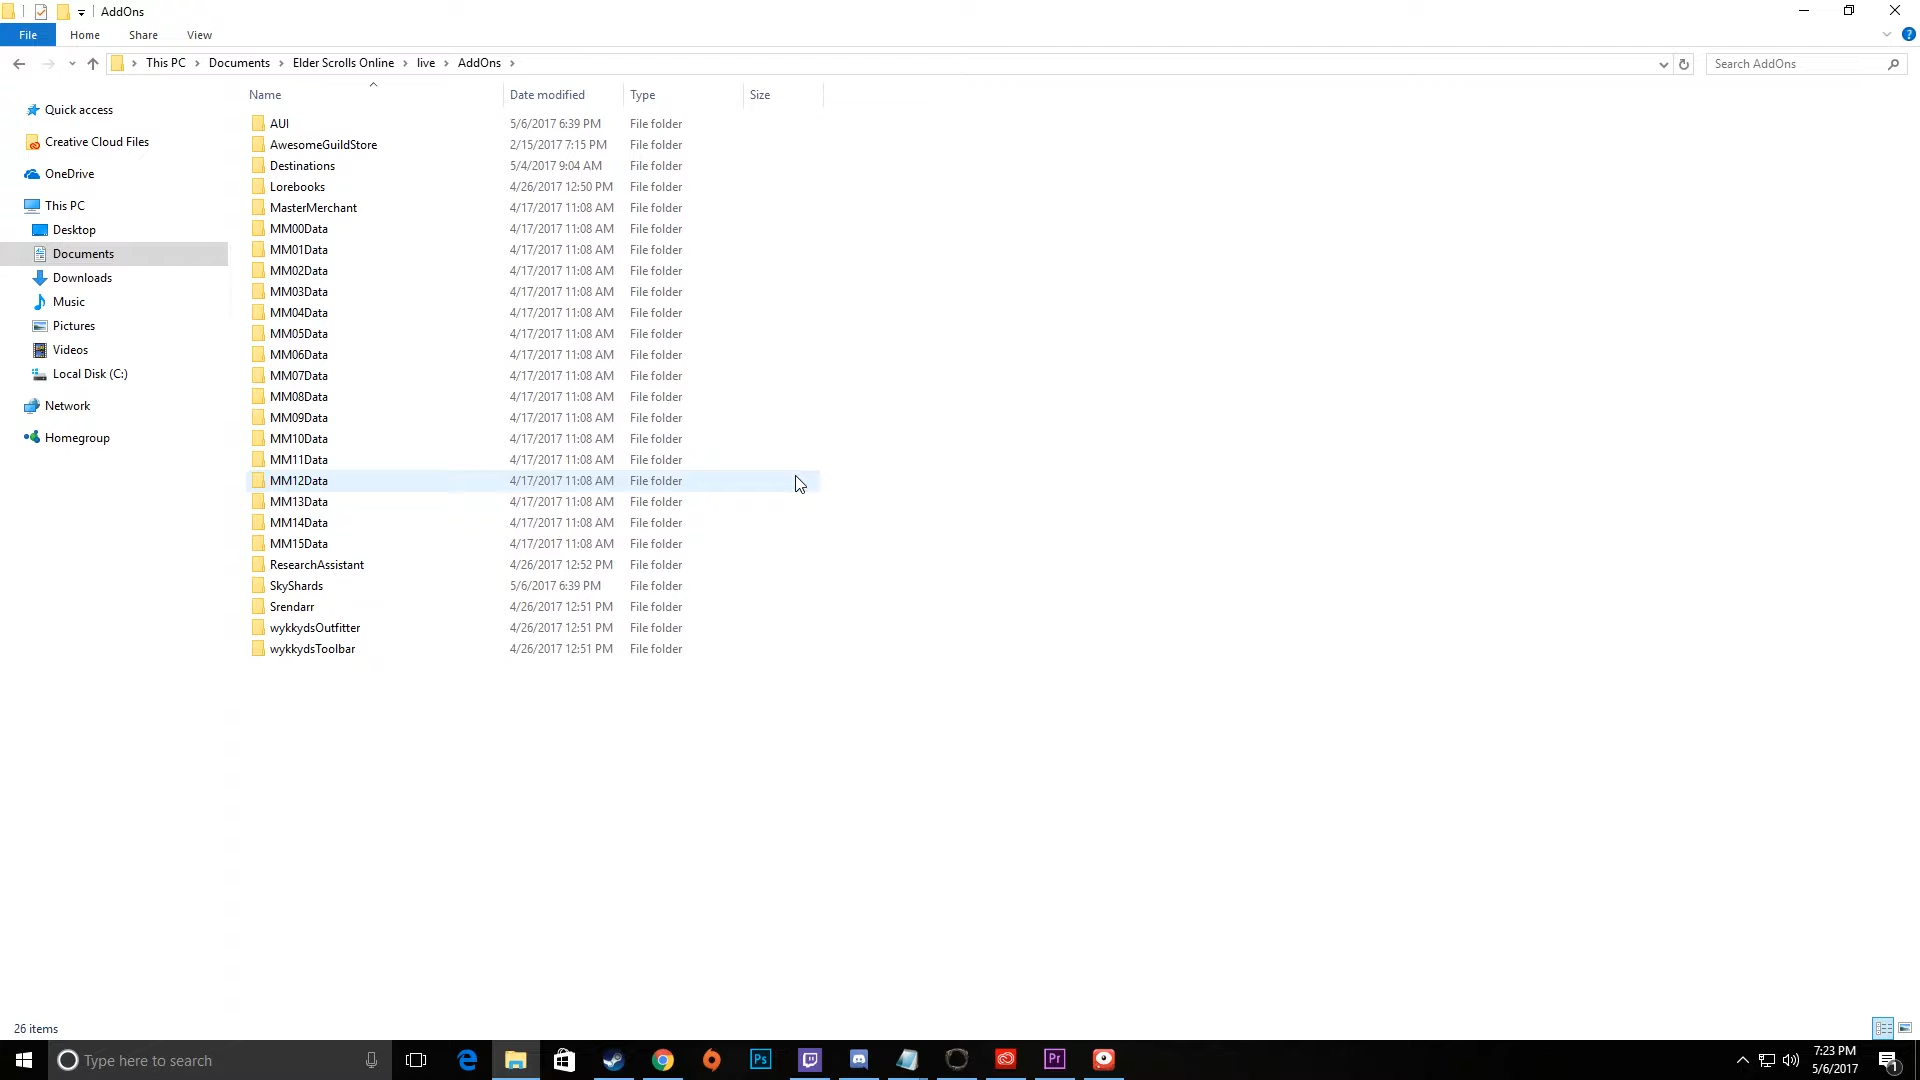 AddOns
File Home Share View
This PC Documents Elder Scrolls Online live AddOns
Search AddOns
Name Date modified Type Size
Quick access
Creative Cloud Files
OneDrive
This PC
Desktop
Documents
Downloads
Music
Pictures
Videos
Local Disk (C:)
Network
Homegroup
AUI 5/6/2017 6:39 PM File folder
AwesomeGuildStore 2/15/2017 7:15 PM File folder
Destinations 5/4/2017 9:04 AM File folder
Lorebooks 4/26/2017 12:50 PM File folder
MasterMerchant 4/17/2017 11:08 AM File folder
MM00Data 4/17/2017 11:08 AM File folder
MM01Data 4/17/2017 11:08 AM File folder
MM02Data 4/17/2017 11:08 AM File folder
MM03Data 4/17/2017 11:08 AM File folder
MM04Data 4/17/2017 11:08 AM File folder
MM05Data 4/17/2017 11:08 AM File folder
MM06Data 4/17/2017 11:08 AM File folder
MM07Data 4/17/2017 11:08 AM File folder
MM08Data 4/17/2017 11:08 AM File folder
MM09Data 4/17/2017 11:08 AM File folder
MM10Data 4/17/2017 11:08 AM File folder
MM11Data 4/17/2017 11:08 AM File folder
MM12Data 4/17/2017 11:08 AM File folder
MM13Data 4/17/2017 11:08 AM File folder
MM14Data 4/17/2017 11:08 AM File folder
MM15Data 4/17/2017 11:08 AM File folder
ResearchAssistant 4/26/2017 12:52 PM File folder
SkyShards 5/6/2017 6:39 PM File folder
Srendarr 4/26/2017 12:51 PM File folder
wykkydsOutfitter 4/26/2017 12:51 PM File folder
wykkydsToolbar 4/26/2017 12:51 PM File folder
26 items
Type here to search
Ps
Pr
7:23 PM
5/6/2017
1